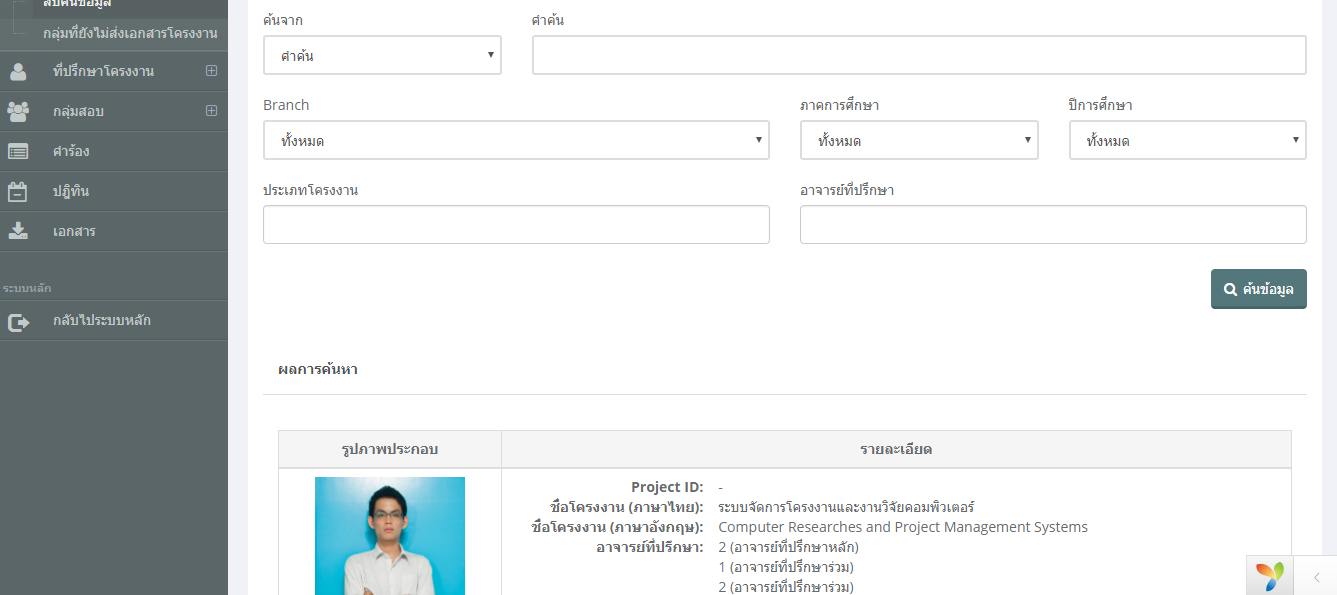 สืบค้นข้อมูล
กลุ่มที่ยังไม่ส่งเอกสารโครงงาน
ที่ปรึกษาโครงงาน
กลุ่มสอบ
คำร้อง
ปฏิทิน
เอกสาร
ระบบหลัก
กลับไประบบหลัก
ค้นจาก คำค้น
คำค้น
Branch ภาคการศึกษา ปีการศึกษา
ทั้งหมด ทั้งหมด ทั้งหมด
ประเภทโครงงาน อาจารย์ที่ปรึกษา
ค้นข้อมูล
ผลการค้นหา
รูปภาพประกอบ รายละเอียด
Project ID: -
ชื่อโครงงาน (ภาษาไทย): ระบบจัดการโครงงานและงานวิจัยคอมพิวเตอร์
ชื่อโครงงาน (ภาษาอังกฤษ): Computer Researches and Project Management Systems
อาจารย์ที่ปรึกษา: 2 (อาจารย์ที่ปรึกษาหลัก)
1 (อาจารย์ที่ปรึกษาร่วม)
2 (อาจารย์ที่ปรึกษาร่วม)